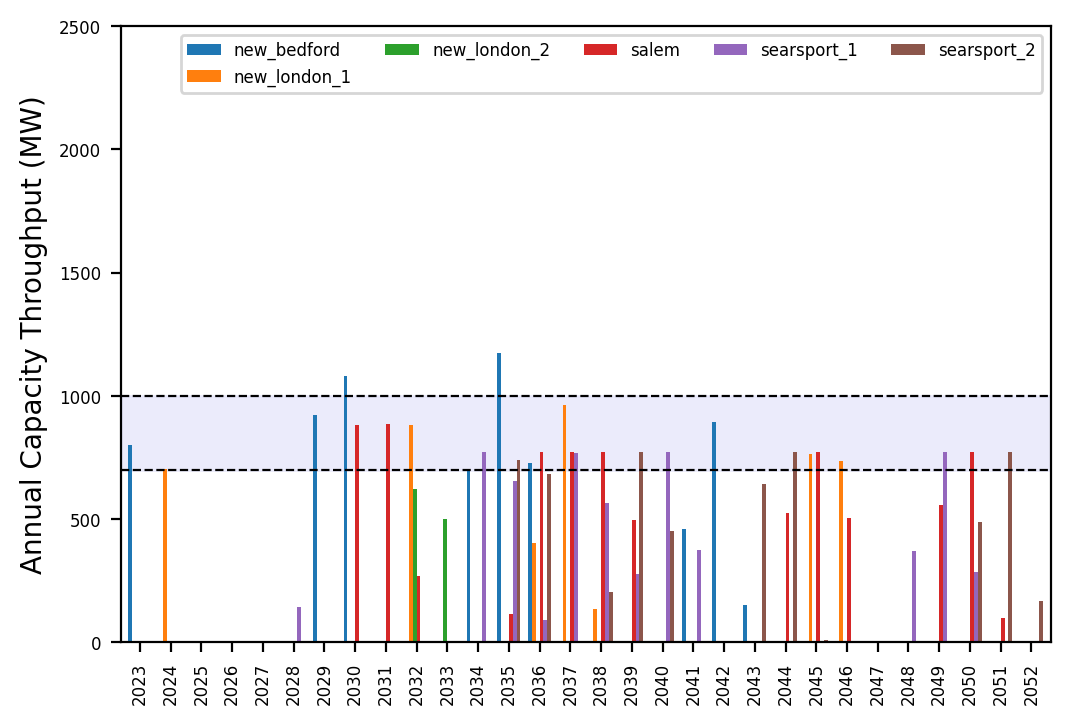 Annual Capacity Throughput (MW)
2500
2000
1500
1000
500
0
new_bedford new_london_2 salem searsport_1 searsport_2
new_london_1
2023 2024 2025 2026 2027 2028 2029 2030 2031 2032 2033 2034 2035 2036 2037 2038 2039 2040 2041 2042 2043 2044 2045 2046 2047 2048 2049 2050 2051 2052